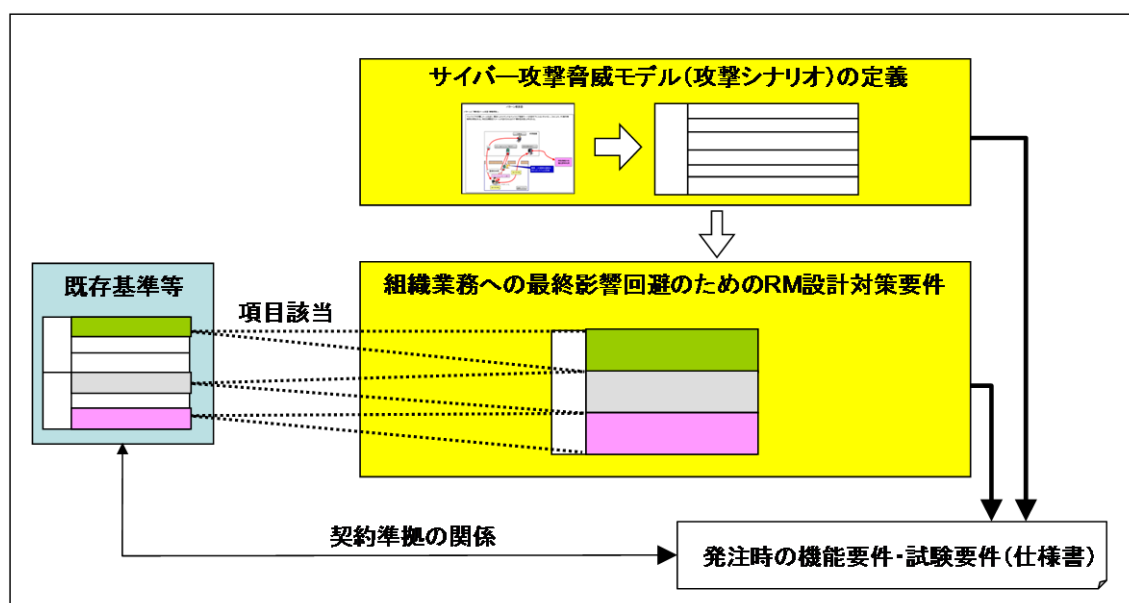 サイバー攻撃脅威モデル(攻撃シナリオ)の定義
既存基準等
項目該当
組織業務への最終影響回避のためのRM設計対策要件
契約準拠の関係
発注時の機能要件・試験要件(仕様書)